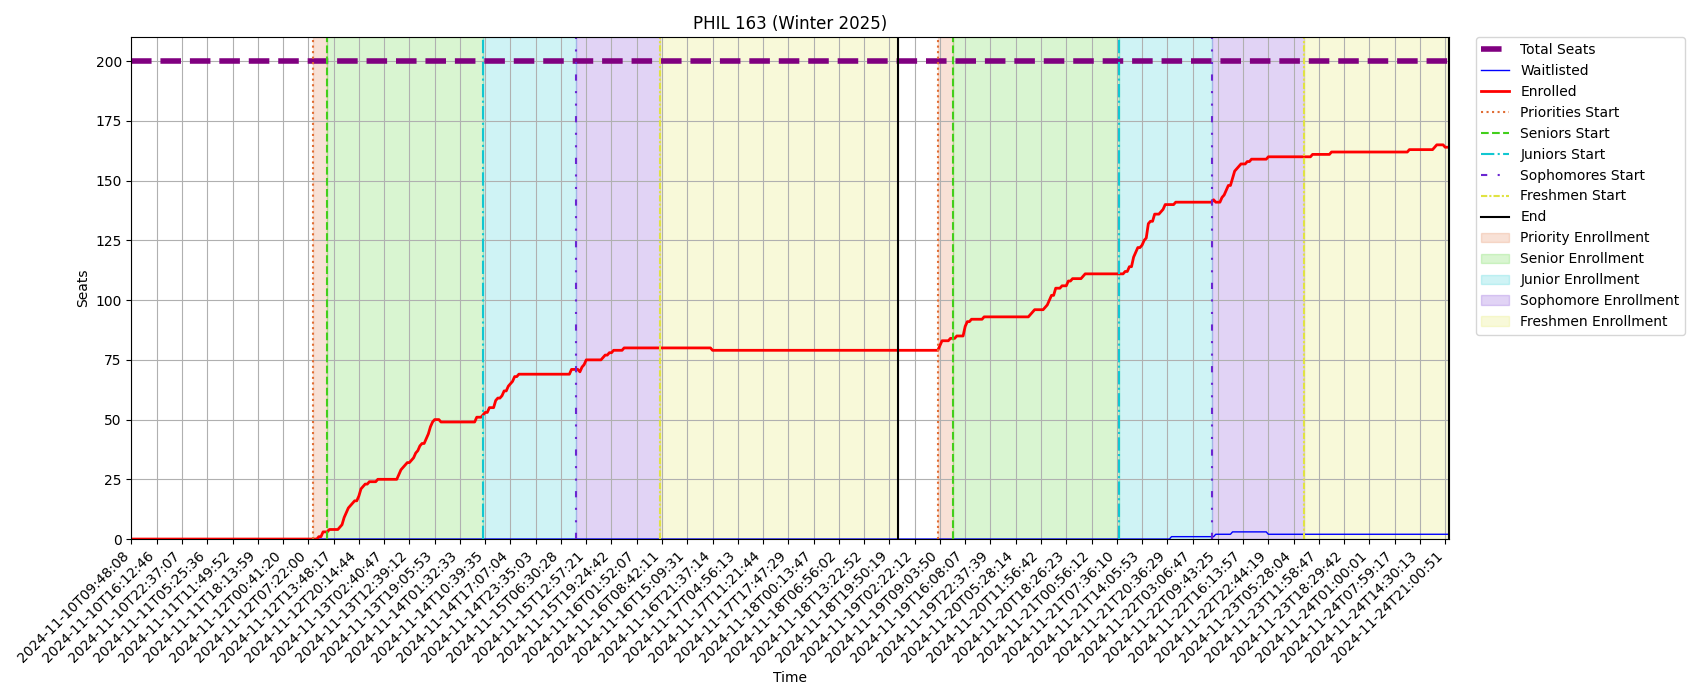 PHIL 163 (Winter 2025)
Seats
200
175
150
125
100
75
50
25
0
2024-11-10T09:48:08
2024-11-10T16:12:46
2024-11-10T22:37:07
2024-11-11T05:25:36
2024-11-11T11:49:52
2024-11-11T18:13:59
2024-11-12T00:41:20
2024-11-12T07:22:00
2024-11-12T13:48:17
2024-11-12T20:14:44
2024-11-13T02:40:47
2024-11-13T12:39:12
2024-11-13T19:05:53
2024-11-14T01:32:33
2024-11-14T10:39:35
2024-11-14T17:07:04
2024-11-14T23:35:03
2024-11-15T06:30:28
2024-11-15T12:57:21
2024-11-15T19:24:42
2024-11-16T01:52:07
2024-11-16T08:42:11
2024-11-16T15:09:31
2024-11-16T21:37:14
2024-11-17T04:56:13
2024-11-17T11:21:44
2024-11-17T17:47:29
2024-11-18T00:13:47
2024-11-18T06:56:02
2024-11-18T13:22:52
2024-11-18T19:50:19
2024-11-19T02:22:12
2024-11-19T09:03:50
2024-11-19T16:08:07
2024-11-19T22:37:39
2024-11-20T05:28:14
2024-11-20T11:56:42
2024-11-20T18:26:23
2024-11-21T00:56:12
2024-11-21T07:36:10
2024-11-21T14:05:53
2024-11-21T20:36:29
2024-11-22T03:06:47
2024-11-22T09:43:25
2024-11-22T16:13:57
2024-11-22T22:44:19
2024-11-23T05:28:04
2024-11-23T11:58:47
2024-11-23T18:29:42
2024-11-24T01:00:01
2024-11-24T07:59:17
2024-11-24T14:30:13
2024-11-24T21:00:51
Time
Total Seats
Waitlisted
Enrolled
Priorities Start
Seniors Start
Juniors Start
Sophomores Start
Freshmen Start
End
Priority Enrollment
Senior Enrollment
Junior Enrollment
Sophomore Enrollment
Freshmen Enrollment